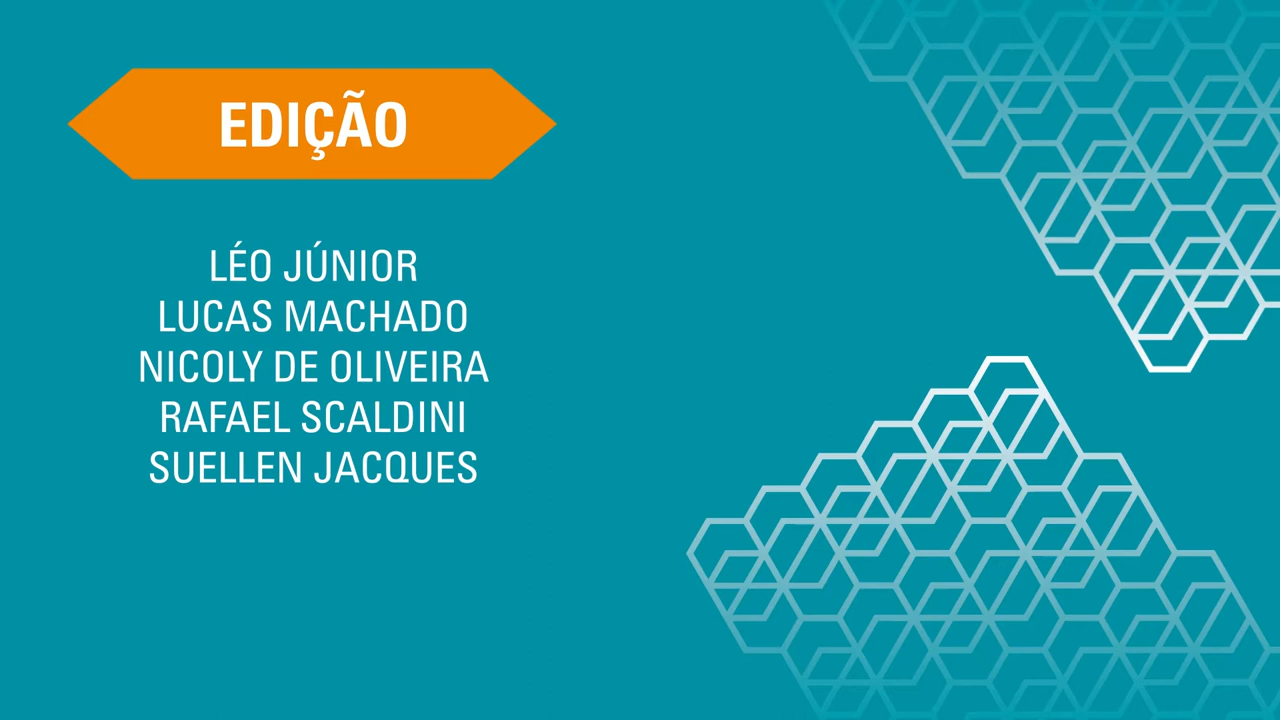 EDIÇÃO
LÉO JÚNIOR
LUCAS MACHADO
NICOLY DE OLIVEIRA
RAFAEL SCALDINI
SUELLEN JACQUES